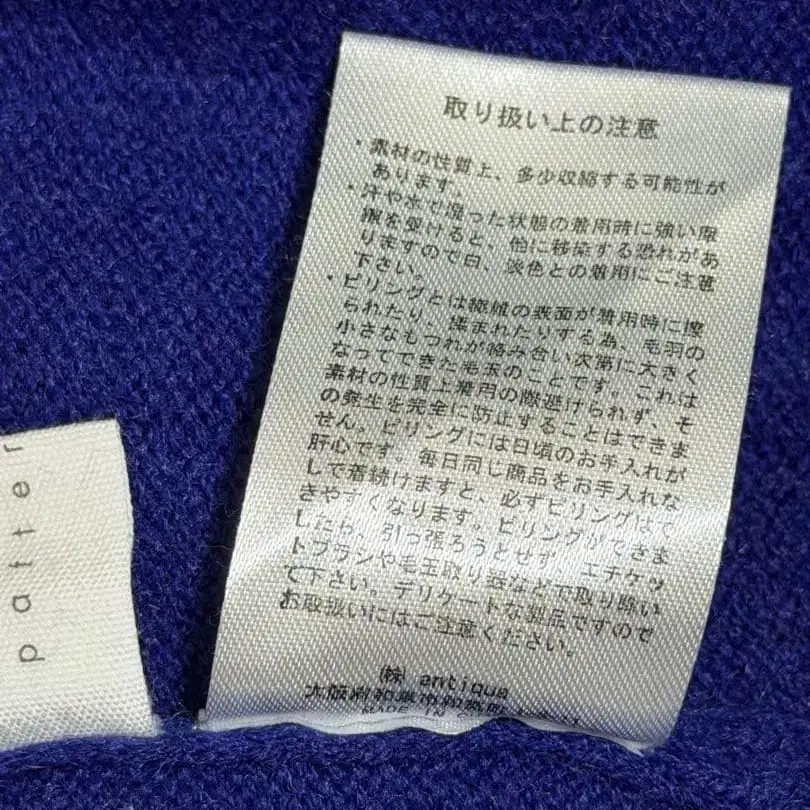 取り扱い上の注意
・素材の性質上、多少収縮する可能性が
あります。
・汗や水で湿った状態の着用時に強い摩
擦を受けると、他に移染する恐れがあ
りますので白、淡色との着用にご注意
下さい。
・ピリングとは繊維の表面が着用時に擦
られたり、揉まれたりする為、毛羽の
小さなもつれが絡み合い次第に大きく
なってできた毛玉のことです。これは
素材の性質上着用の際避けられず、そ
の発生を完全に防止することはできま
せん。ピリングには日頃のお手入れが
肝心です。毎日同じ商品をお手入れな
しで着続けますと、必ずピリングはで
きやすくなります。ピリングができま
したら、引っ張ろうとせず、エチケッ
トブラシや毛玉取り器などで取り除い
て下さい。デリケートな製品ですので
お取扱いにはご注意ください。
㈱ antiqua
大阪府和泉市和気町
MADE IN
patter